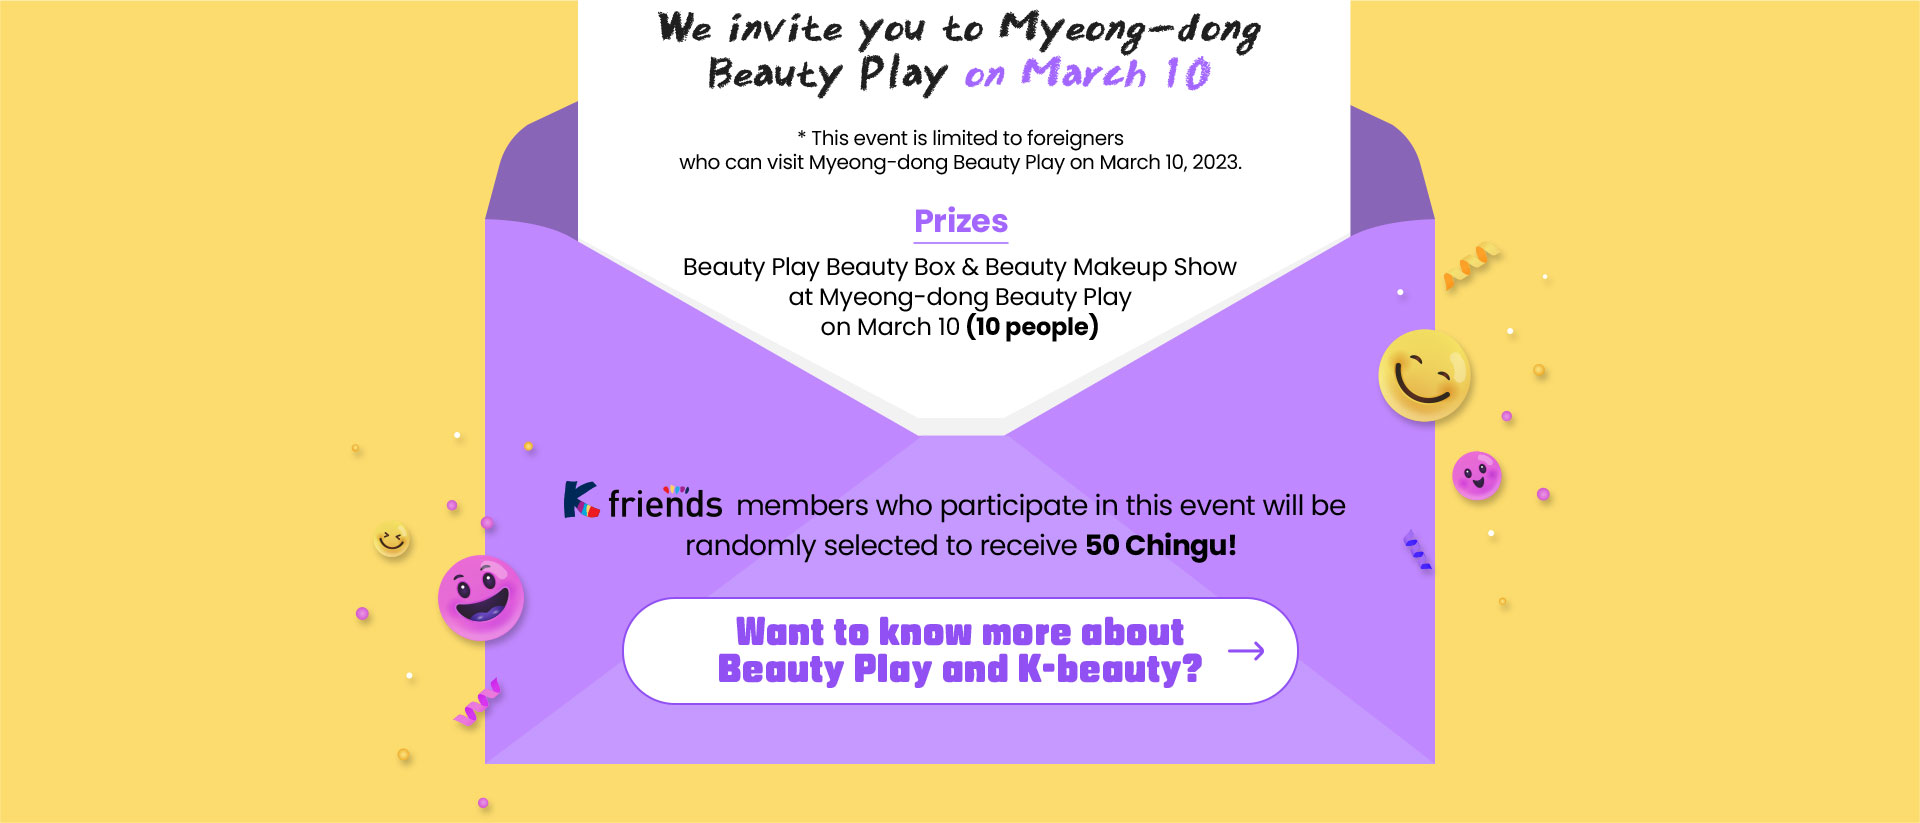 We invite you to Myeong-dong
Beauty Play on March 10
* This event is limited to foreigners
who can visit Myeong-dong Beauty Play on March 10, 2023.
Prizes
Beauty Play Beauty Box & Beauty Makeup Show
at Myeong-dong Beauty Play
on March 10 (10 people)
K friends members who participate in this event will be
randomly selected to receive 50 Chingu!
Want to know more about
Beauty Play and K-beauty?